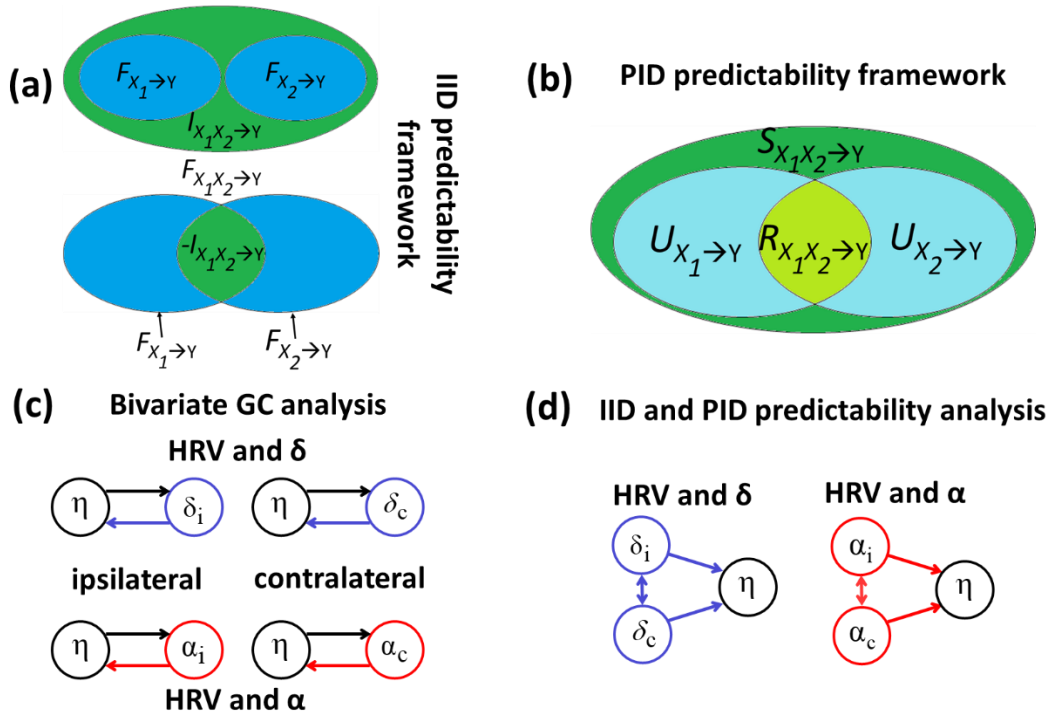 (a)
F_{X_1→Y} F_{X_2→Y}
I_{X_1X_2→Y}
F_{X_1X_2→Y}
-I_{X_1X_2→Y}
F_{X_1→Y} F_{X_2→Y}
IID predictability
framework
(b) PID predictability framework
S_{X_1X_2→Y}
U_{X_1→Y} R_{X_1X_2→Y} U_{X_2→Y}
(c) Bivariate GC analysis
HRV and δ
η δ_i η δ_c
ipsilateral contralateral
η α_i η α_c
HRV and α
(d) IID and PID predictability analysis
HRV and δ HRV and α
δ_i α_i
η η
δ_c α_c